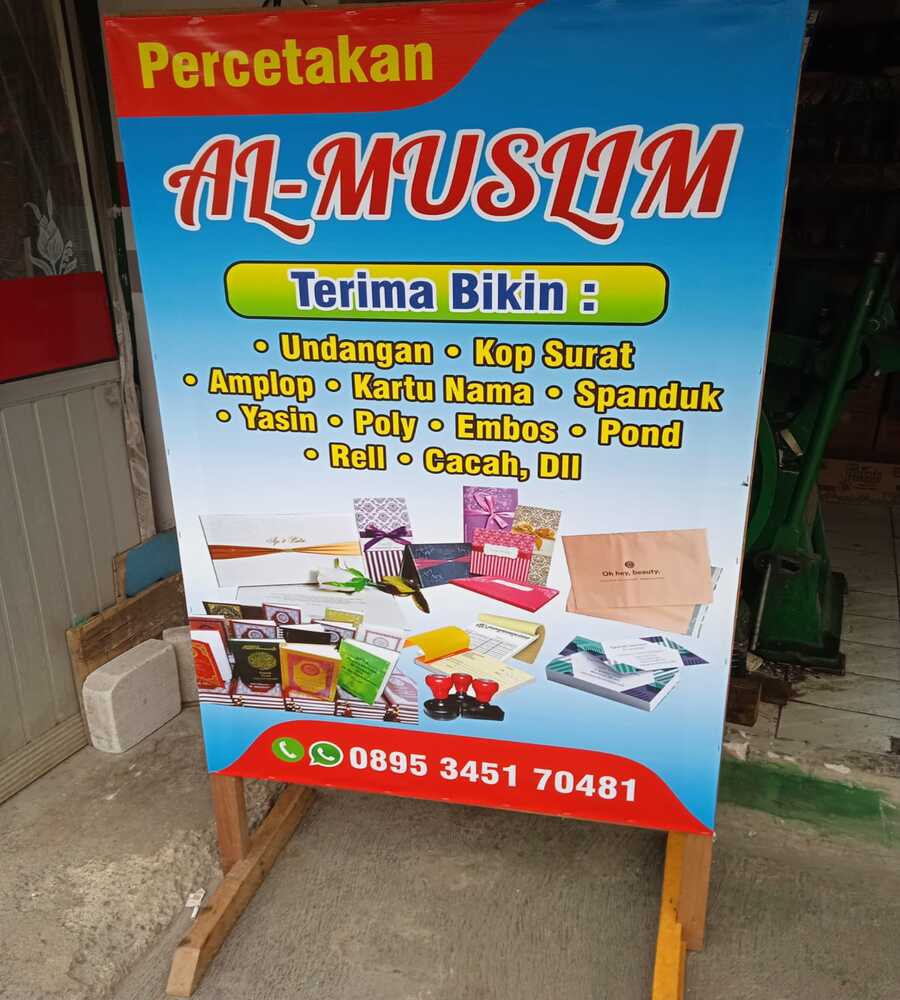 Percetakan
AL-MUSLIM
Terima Bikin :
• Undangan • Kop Surat
• Amplop • Kartu Nama • Spanduk
• Yasin • Poly • Embos • Pond
• Rell • Cacah, Dll
Oh hey, beauty.
0895 3451 70481